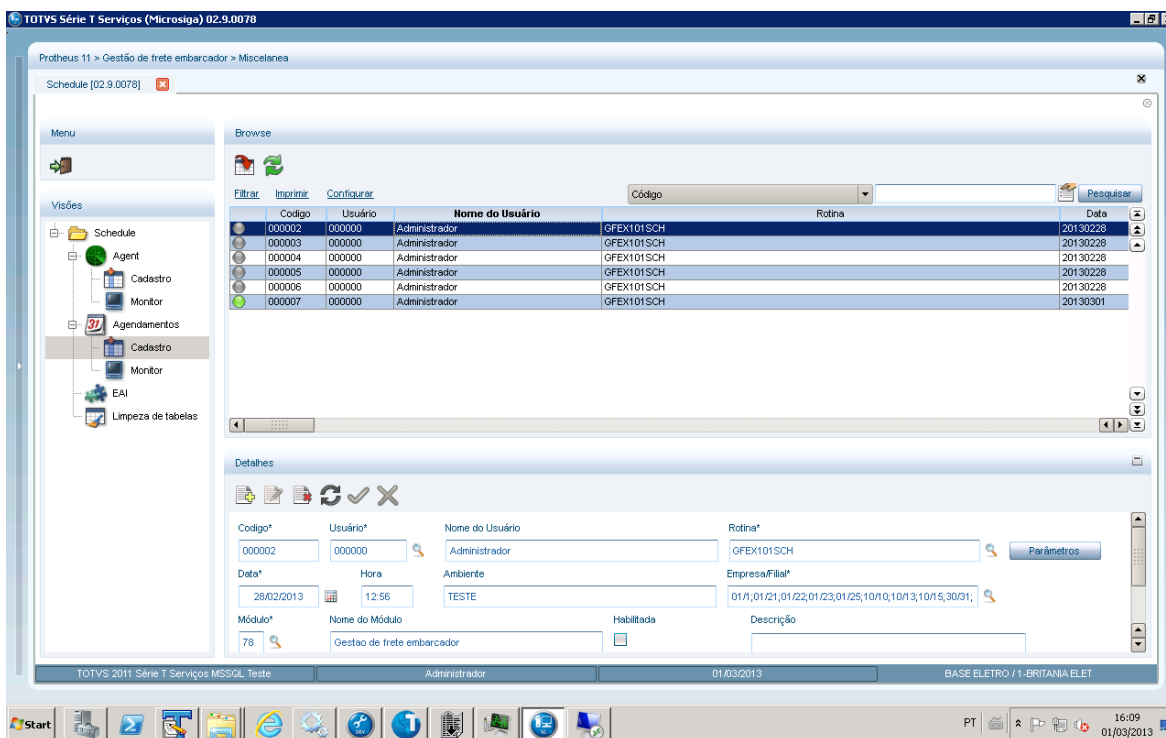 TOTVS Série T Serviços (Microsiga) 02.9.0078
Protheus 11 > Gestão de frete embarcador > Miscelanea
Schedule [02.9.0078]
Menu
Visões
Schedule
Agent
Cadastro
Monitor
31 Agendamentos
Cadastro
Monitor
EAI
Limpeza de tabelas
Browse
Filtrar Imprimir Configurar Código Pesquisar
Codigo Usuário Nome do Usuário Rotina Data
000002 000000 Administrador GFEX101SCH 20130228
000003 000000 Administrador GFEX101SCH 20130228
000004 000000 Administrador GFEX101SCH 20130228
000005 000000 Administrador GFEX101SCH 20130228
000006 000000 Administrador GFEX101SCH 20130228
000007 000000 Administrador GFEX101SCH 20130301
Detalhes
Codigo* Usuário* Nome do Usuário Rotina*
000002 000000 Administrador GFEX101SCH Parâmetros
Data* Hora Ambiente Empresa/Filial*
28/02/2013 12:56 TESTE 01/1;01/21;01/22;01/23;01/25;10/10;10/13;10/15;30/31;
Módulo* Nome do Módulo Habilitada Descrição
78 Gestao de frete embarcador
TOTVS 2011 Série T Serviços MSSQL Teste Administrador 01/03/2013 BASE ELETRO / 1-BRITANIA ELET
Start PT 16:09
01/03/2013